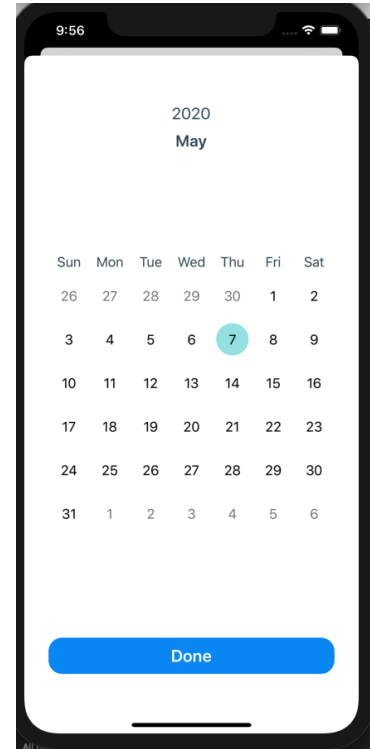 9:56
2020
May
Sun Mon Tue Wed Thu Fri Sat
26 27 28 29 30 1 2
3 4 5 6 7 8 9
10 11 12 13 14 15 16
17 18 19 20 21 22 23
24 25 26 27 28 29 30
31 1 2 3 4 5 6
Done
All